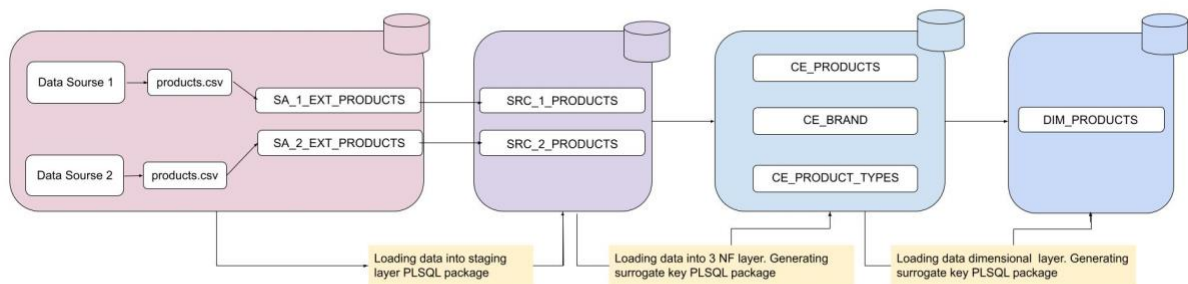 Data Sourse 1
products.csv
SA_1_EXT_PRODUCTS
SA_2_EXT_PRODUCTS
Data Sourse 2
products.csv
SRC_1_PRODUCTS
SRC_2_PRODUCTS
CE_PRODUCTS
CE_BRAND
CE_PRODUCT_TYPES
DIM_PRODUCTS
Loading data into staging
layer PLSQL package
Loading data into 3 NF layer. Generating
surrogate key PLSQL package
Loading data dimensional layer. Generating
surrogate key PLSQL package